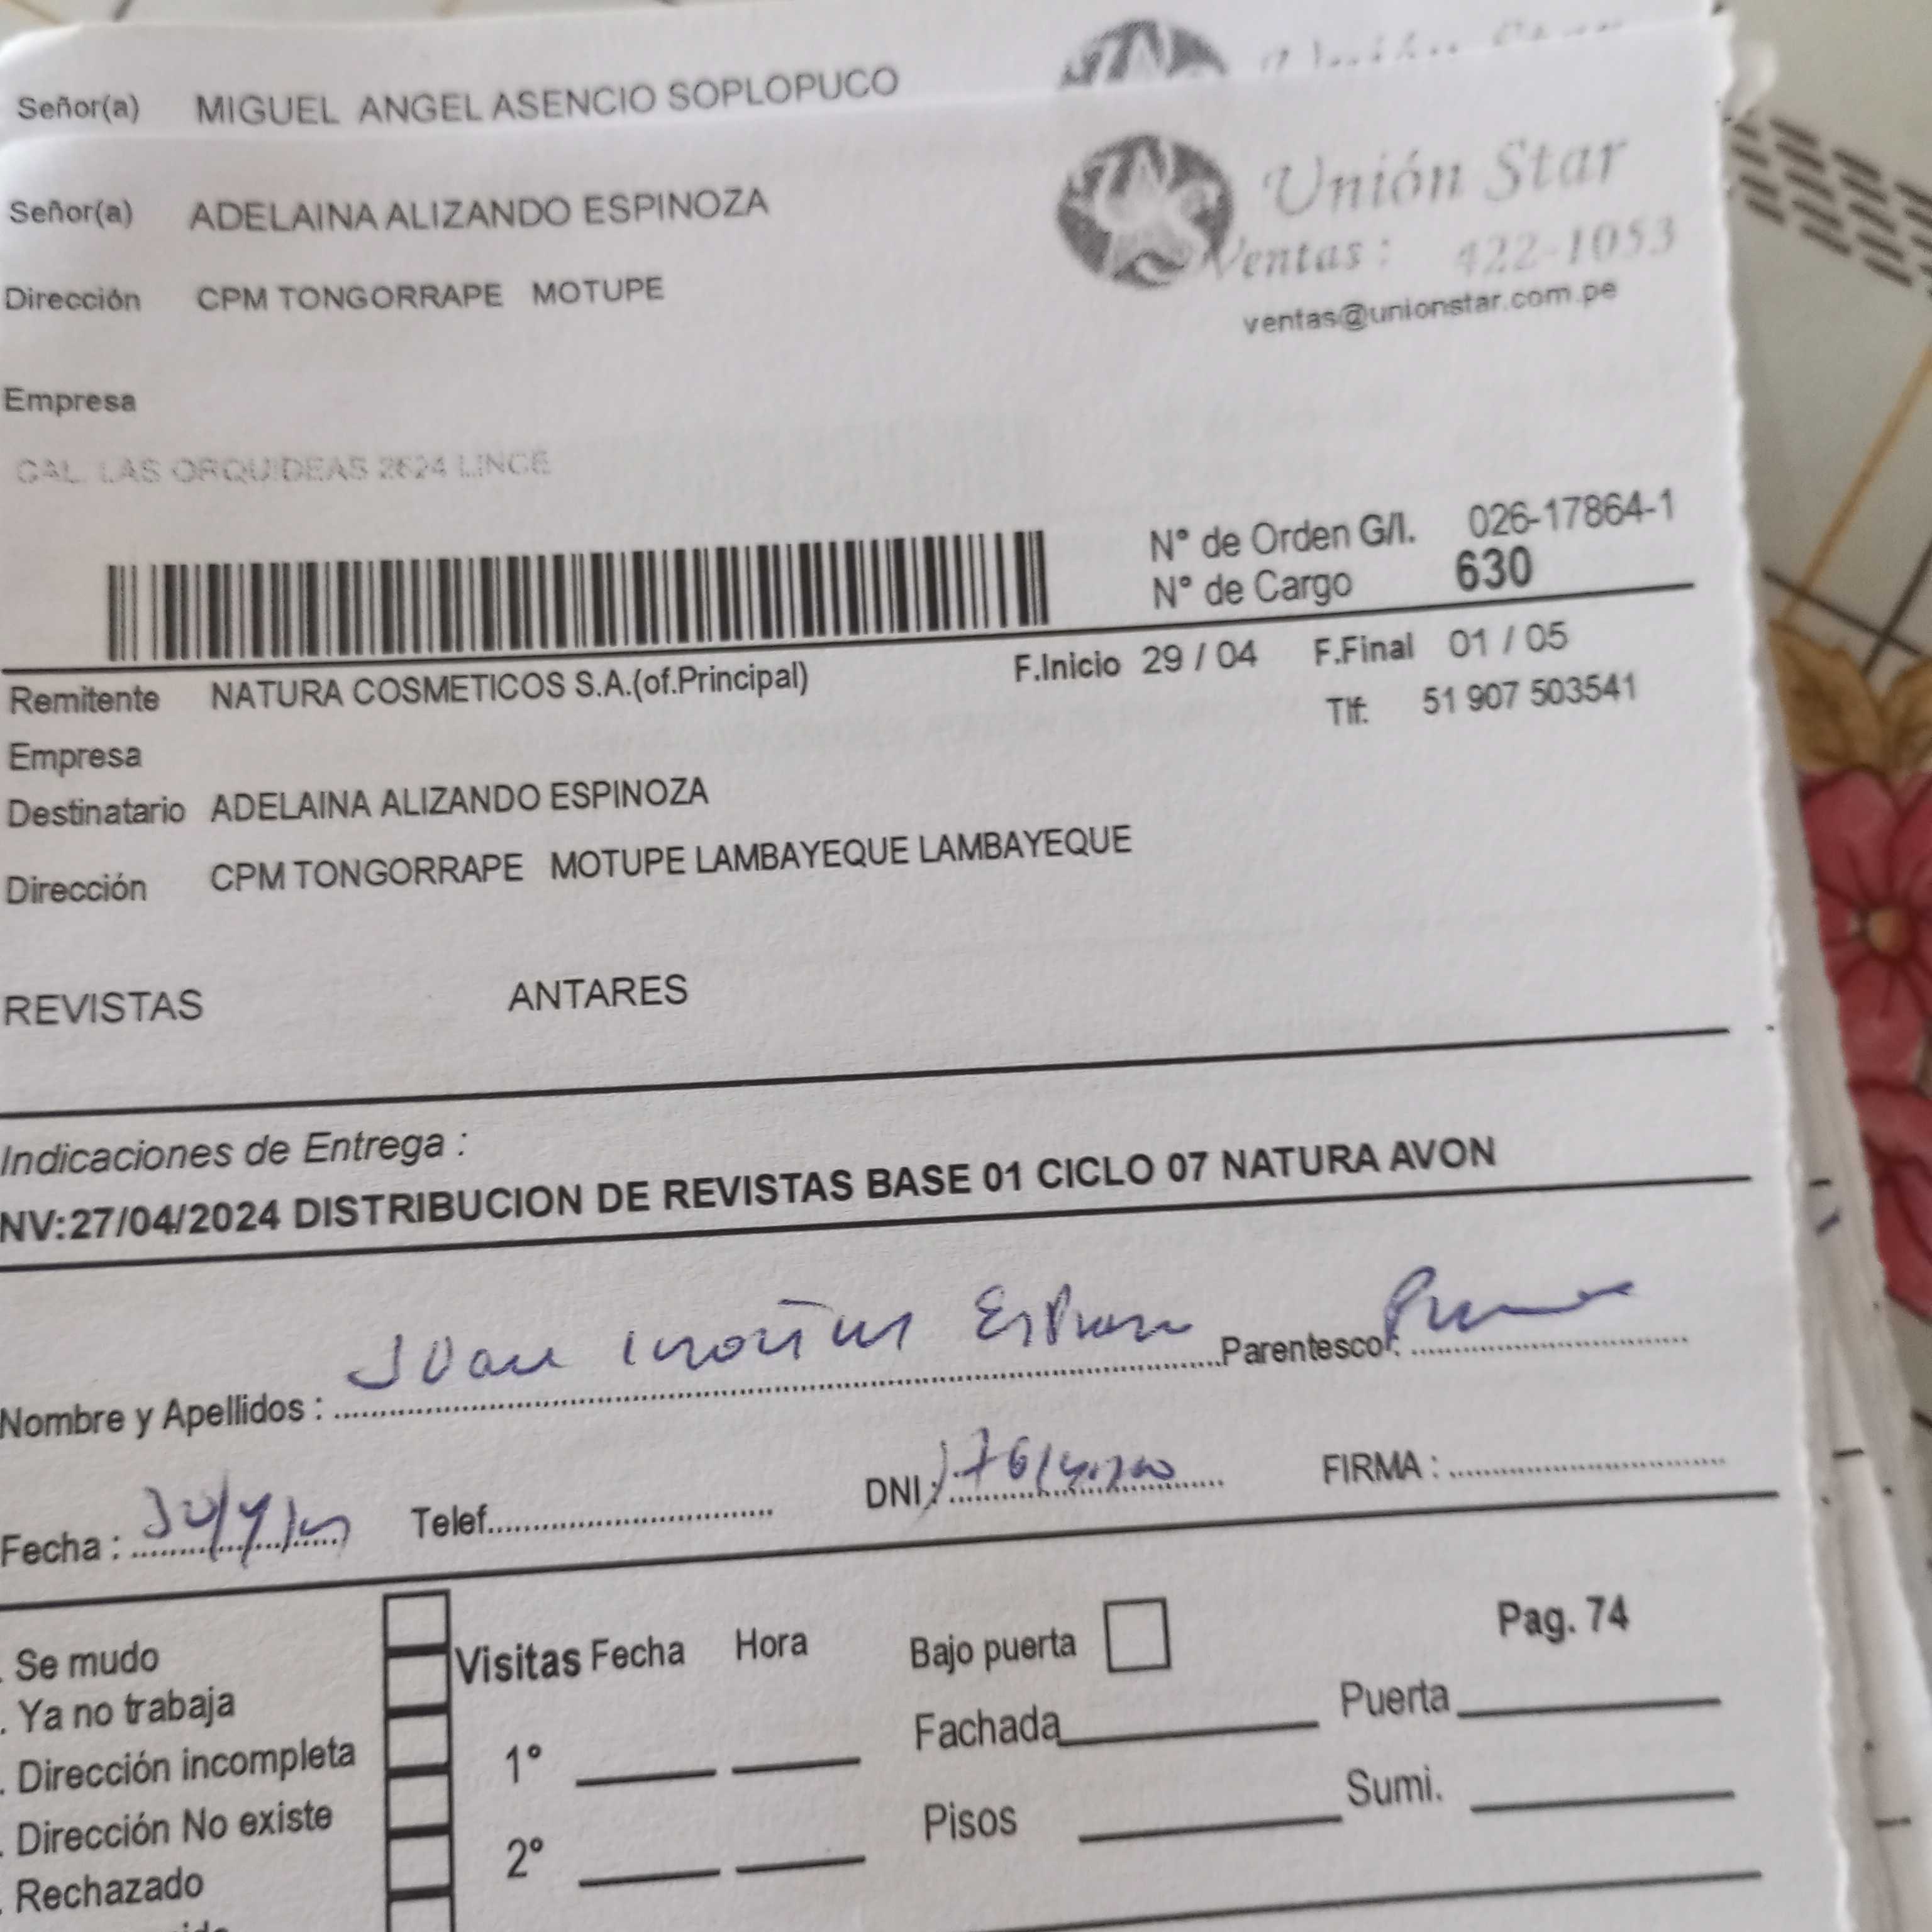 Señor(a) MIGUEL ANGEL ASENCIO SOPLOPUCO
Unión Star
Señor(a) ADELAINA ALIZANDO ESPINOZA
Unión Star
Ventas: 422-1053
ventas@unionstar.com.pe
Dirección CPM TONGORRAPE MOTUPE
Empresa
CAL. LAS ORQUIDEAS 2624 LINCE
N° de Orden G/I. 026-17864-1
N° de Cargo 630
F.Inicio 29 / 04 F.Final 01 / 05
Remitente NATURA COSMETICOS S.A.(of.Principal)
Tlf: 51 907 503541
Empresa
Destinatario ADELAINA ALIZANDO ESPINOZA
Dirección CPM TONGORRAPE MOTUPE LAMBAYEQUE LAMBAYEQUE
REVISTAS ANTARES
Indicaciones de Entrega :
NV:27/04/2024 DISTRIBUCION DE REVISTAS BASE 01 CICLO 07 NATURA AVON
Nombre y Apellidos : Parentesco:
Fecha : Telef. DNI : FIRMA :
. Se mudo
. Ya no trabaja
. Dirección incompleta
. Dirección No existe
. Rechazado
Visitas Fecha Hora
1°
2°
Bajo puerta
Pag. 74
Fachada Puerta
Pisos Sumi.